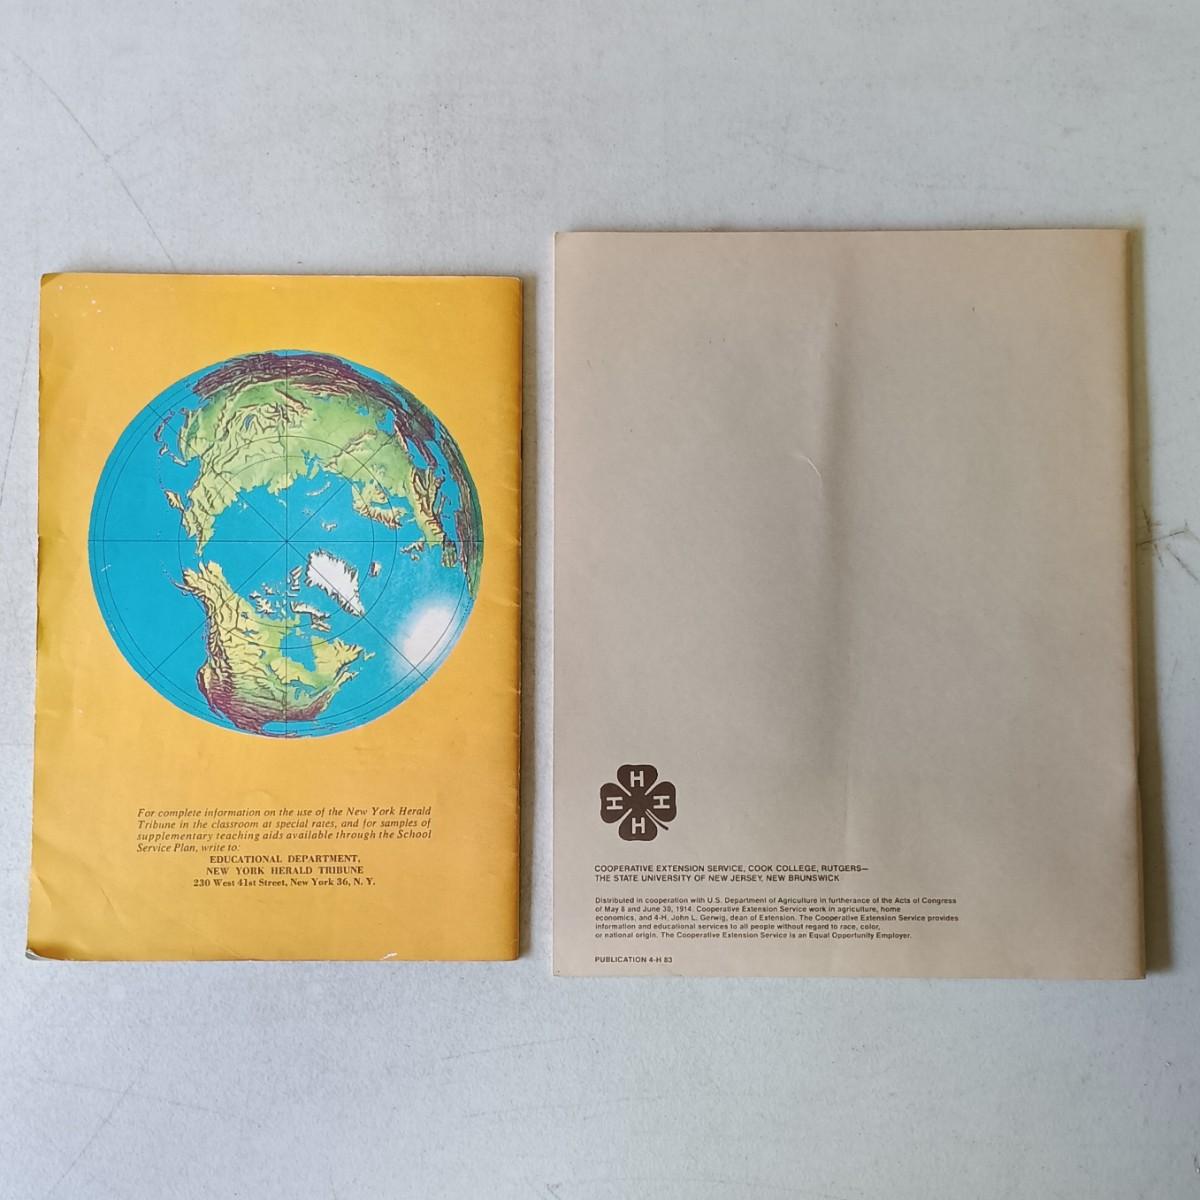 For complete information on the use of the New York Herald
Tribune in the classroom at special rates, and for samples of
supplementary teaching aids available through the School
Service Plan, write to:
EDUCATIONAL DEPARTMENT,
NEW YORK HERALD TRIBUNE
230 West 41st Street, New York 36, N. Y.
H
H H
H
COOPERATIVE EXTENSION SERVICE, COOK COLLEGE, RUTGERS—
THE STATE UNIVERSITY OF NEW JERSEY, NEW BRUNSWICK
Distributed in cooperation with U.S. Department of Agriculture in furtherance of the Acts of Congress
of May 8 and June 30, 1914. Cooperative Extension Service work in agriculture, home
economics, and 4-H, John L. Gerwig, dean of Extension. The Cooperative Extension Service provides
information and educational services to all people without regard to race, color,
or national origin. The Cooperative Extension Service is an Equal Opportunity Employer.
PUBLICATION 4-H 83